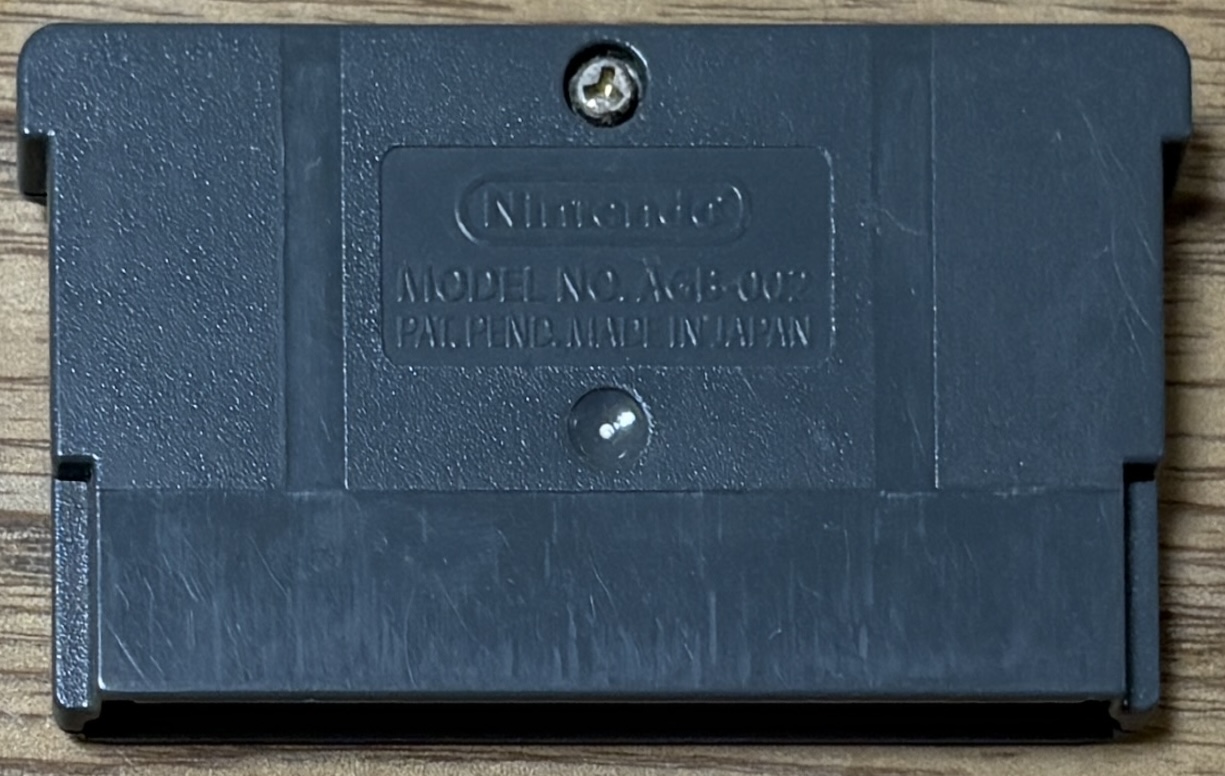 Nintendo
MODEL NO. AGB-002
PAT. PEND. MADE IN JAPAN